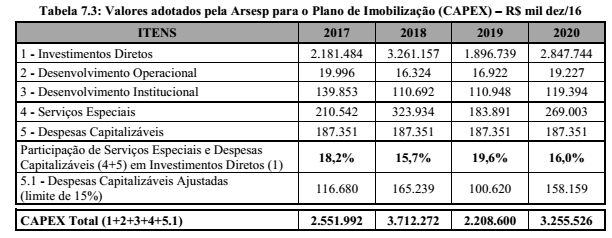 Tabela 7.3: Valores adotados pela Arsesp para o Plano de Imobilização (CAPEX) – R$ mil dez/16
ITENS 2017 2018 2019 2020
1 - Investimentos Diretos 2.181.484 3.261.157 1.896.739 2.847.744
2 - Desenvolvimento Operacional 19.996 16.324 16.922 19.227
3 - Desenvolvimento Institucional 139.853 110.692 110.948 119.394
4 - Serviços Especiais 210.542 323.934 183.891 269.003
5 - Despesas Capitalizáveis 187.351 187.351 187.351 187.351
Participação de Serviços Especiais e Despesas
Capitalizáveis (4+5) em Investimentos Diretos (1) 18,2% 15,7% 19,6% 16,0%
5.1 - Despesas Capitalizáveis Ajustadas
(limite de 15%) 116.680 165.239 100.620 158.159
CAPEX Total (1+2+3+4+5.1) 2.551.992 3.712.272 2.208.600 3.255.526